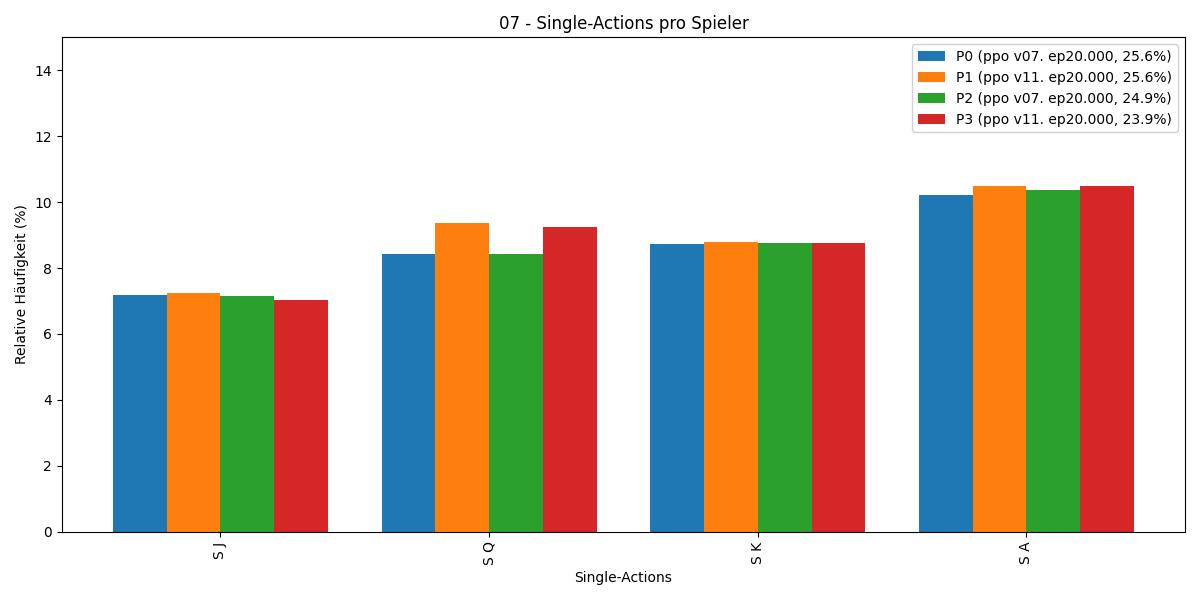 07 - Single-Actions pro Spieler
P0 (ppo v07. ep20.000, 25.6%)
P1 (ppo v11. ep20.000, 25.6%)
P2 (ppo v07. ep20.000, 24.9%)
P3 (ppo v11. ep20.000, 23.9%)
Relative Häufigkeit (%)
14
12
10
8
6
4
2
0
S J
S Q
S K
S A
Single-Actions